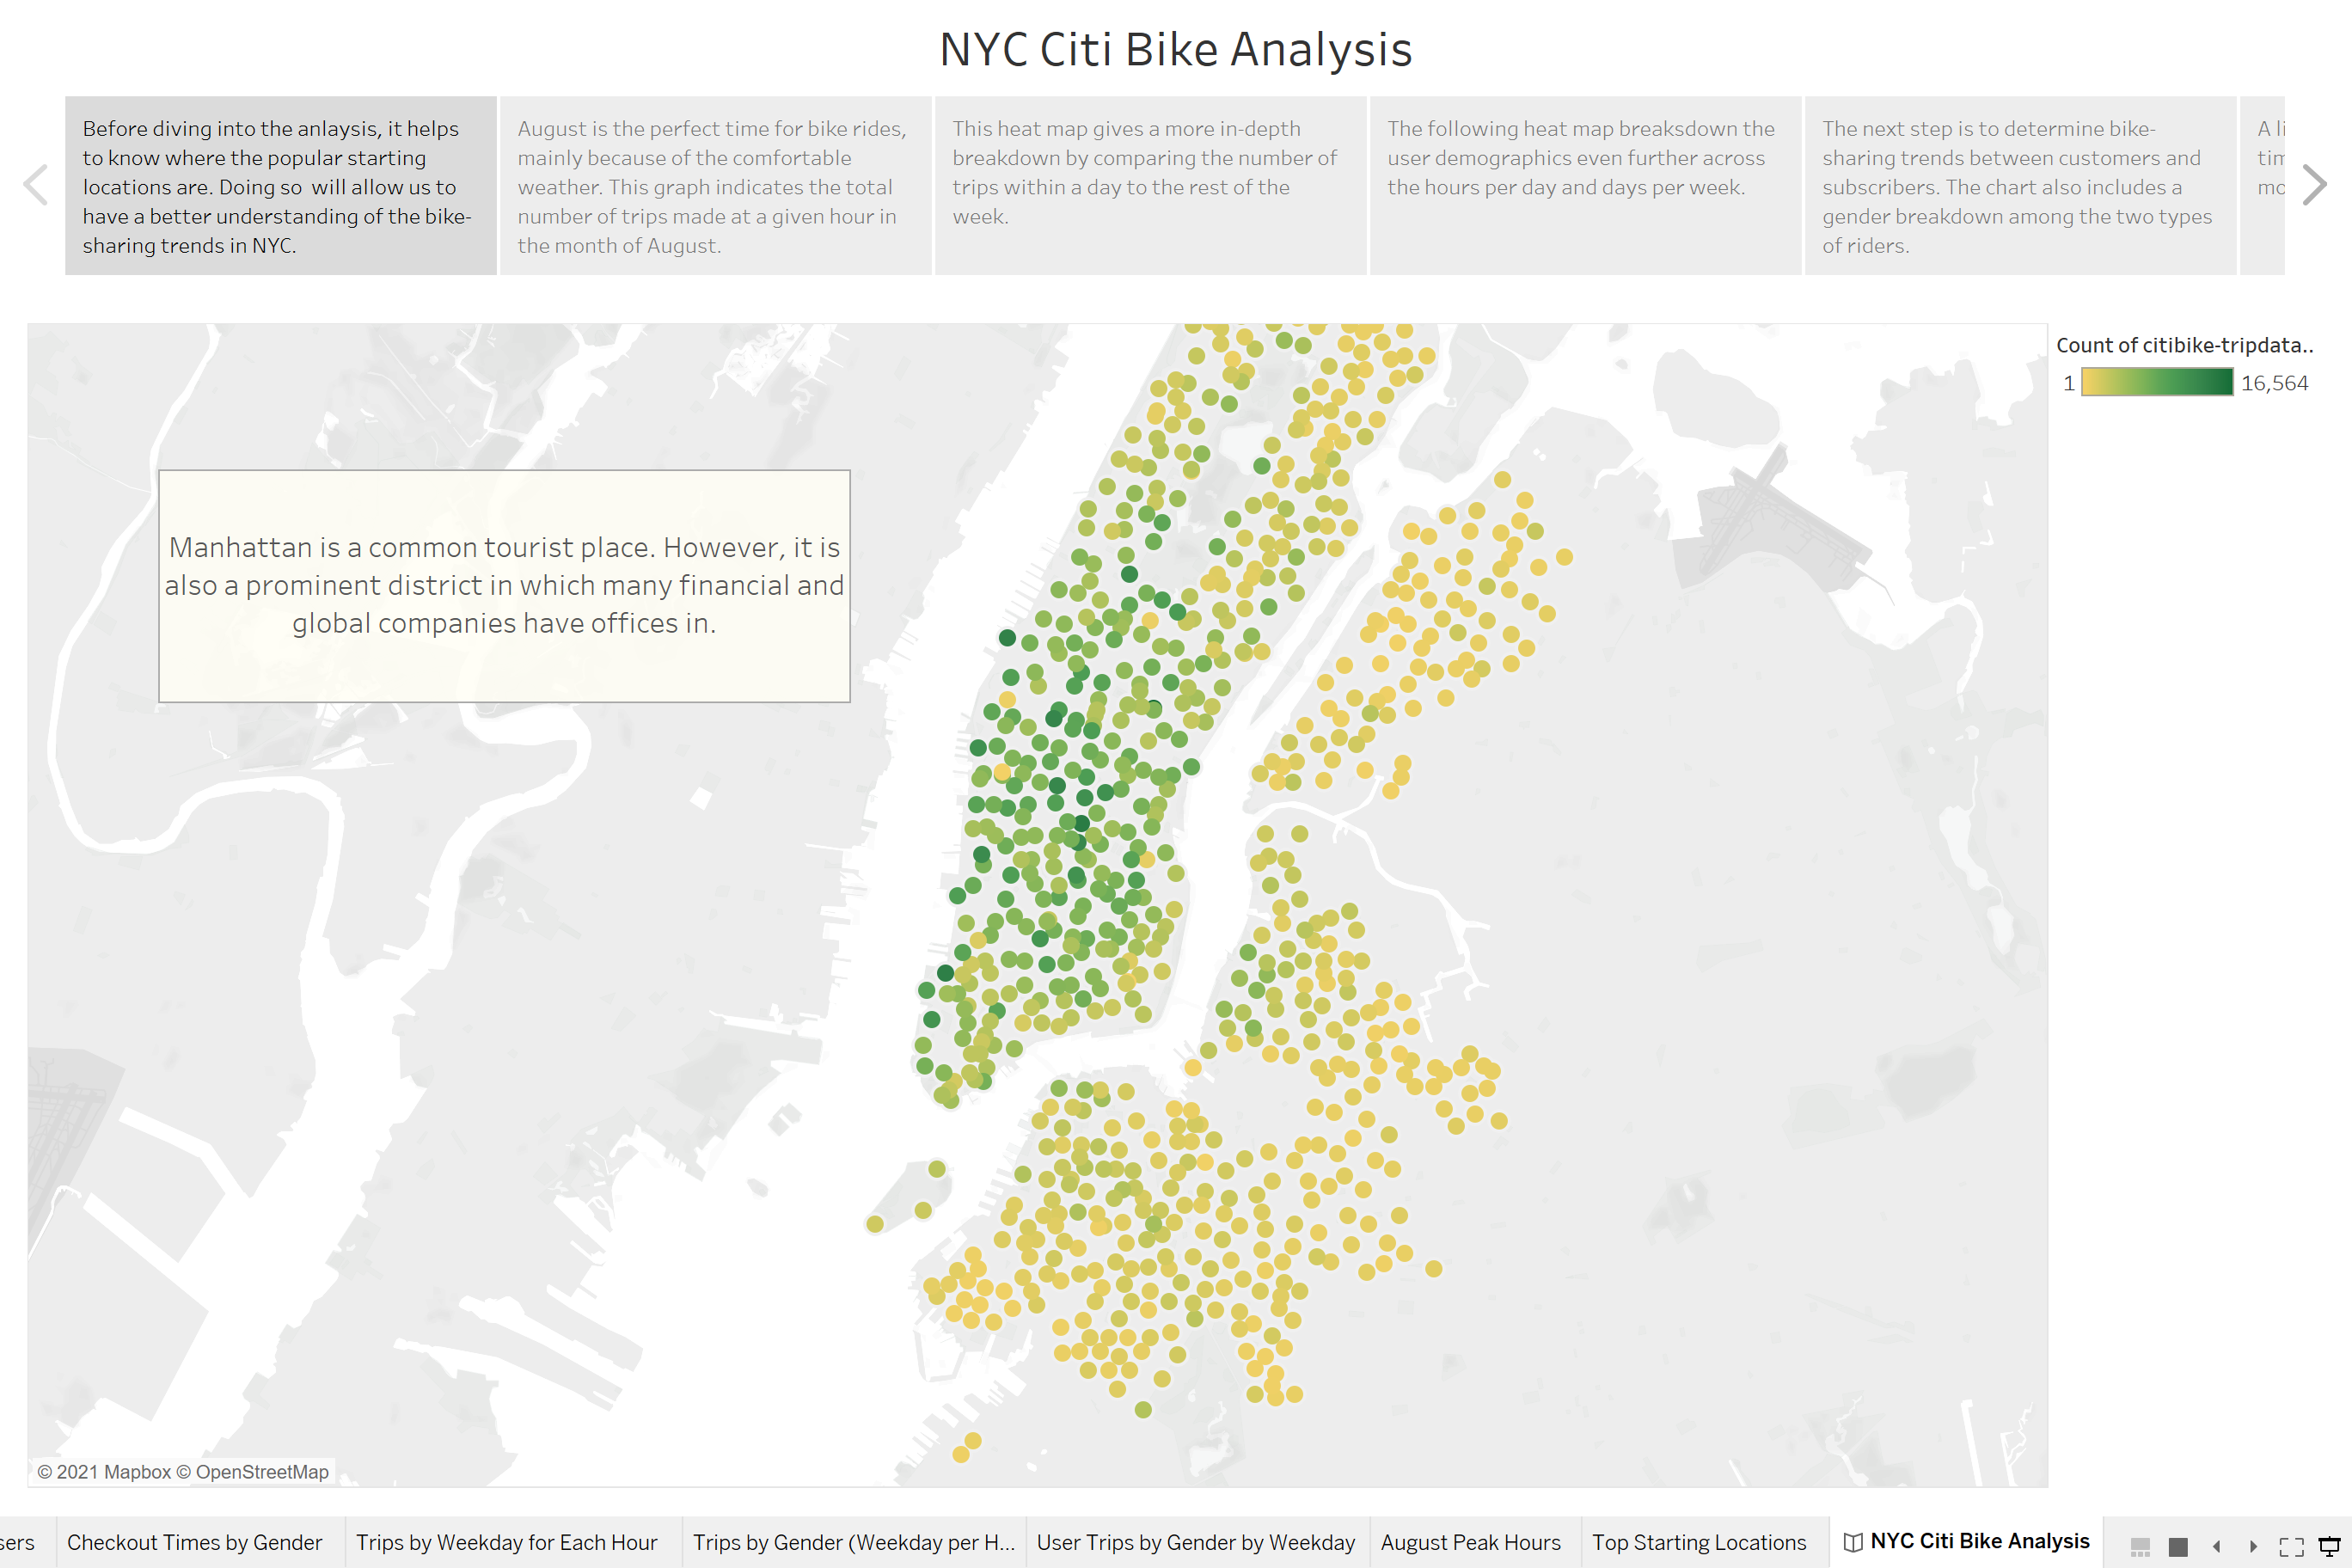 NYC Citi Bike Analysis
Before diving into the anlaysis, it helps
to know where the popular starting
locations are. Doing so  will allow us to
have a better understanding of the bike-
sharing trends in NYC.
August is the perfect time for bike rides,
mainly because of the comfortable
weather. This graph indicates the total
number of trips made at a given hour in
the month of August.
This heat map gives a more in-depth
breakdown by comparing the number of
trips within a day to the rest of the
week.
The following heat map breaksdown the
user demographics even further across
the hours per day and days per week.
The next step is to determine bike-
sharing trends between customers and
subscribers. The chart also includes a
gender breakdown among the two types
of riders.
A li
tim
mo
Count of citibike-tripdata..
1 16,564
Manhattan is a common tourist place. However, it is
also a prominent district in which many financial and
global companies have offices in.
© 2021 Mapbox © OpenStreetMap
sers Checkout Times by Gender Trips by Weekday for Each Hour Trips by Gender (Weekday per H... User Trips by Gender by Weekday August Peak Hours Top Starting Locations NYC Citi Bike Analysis